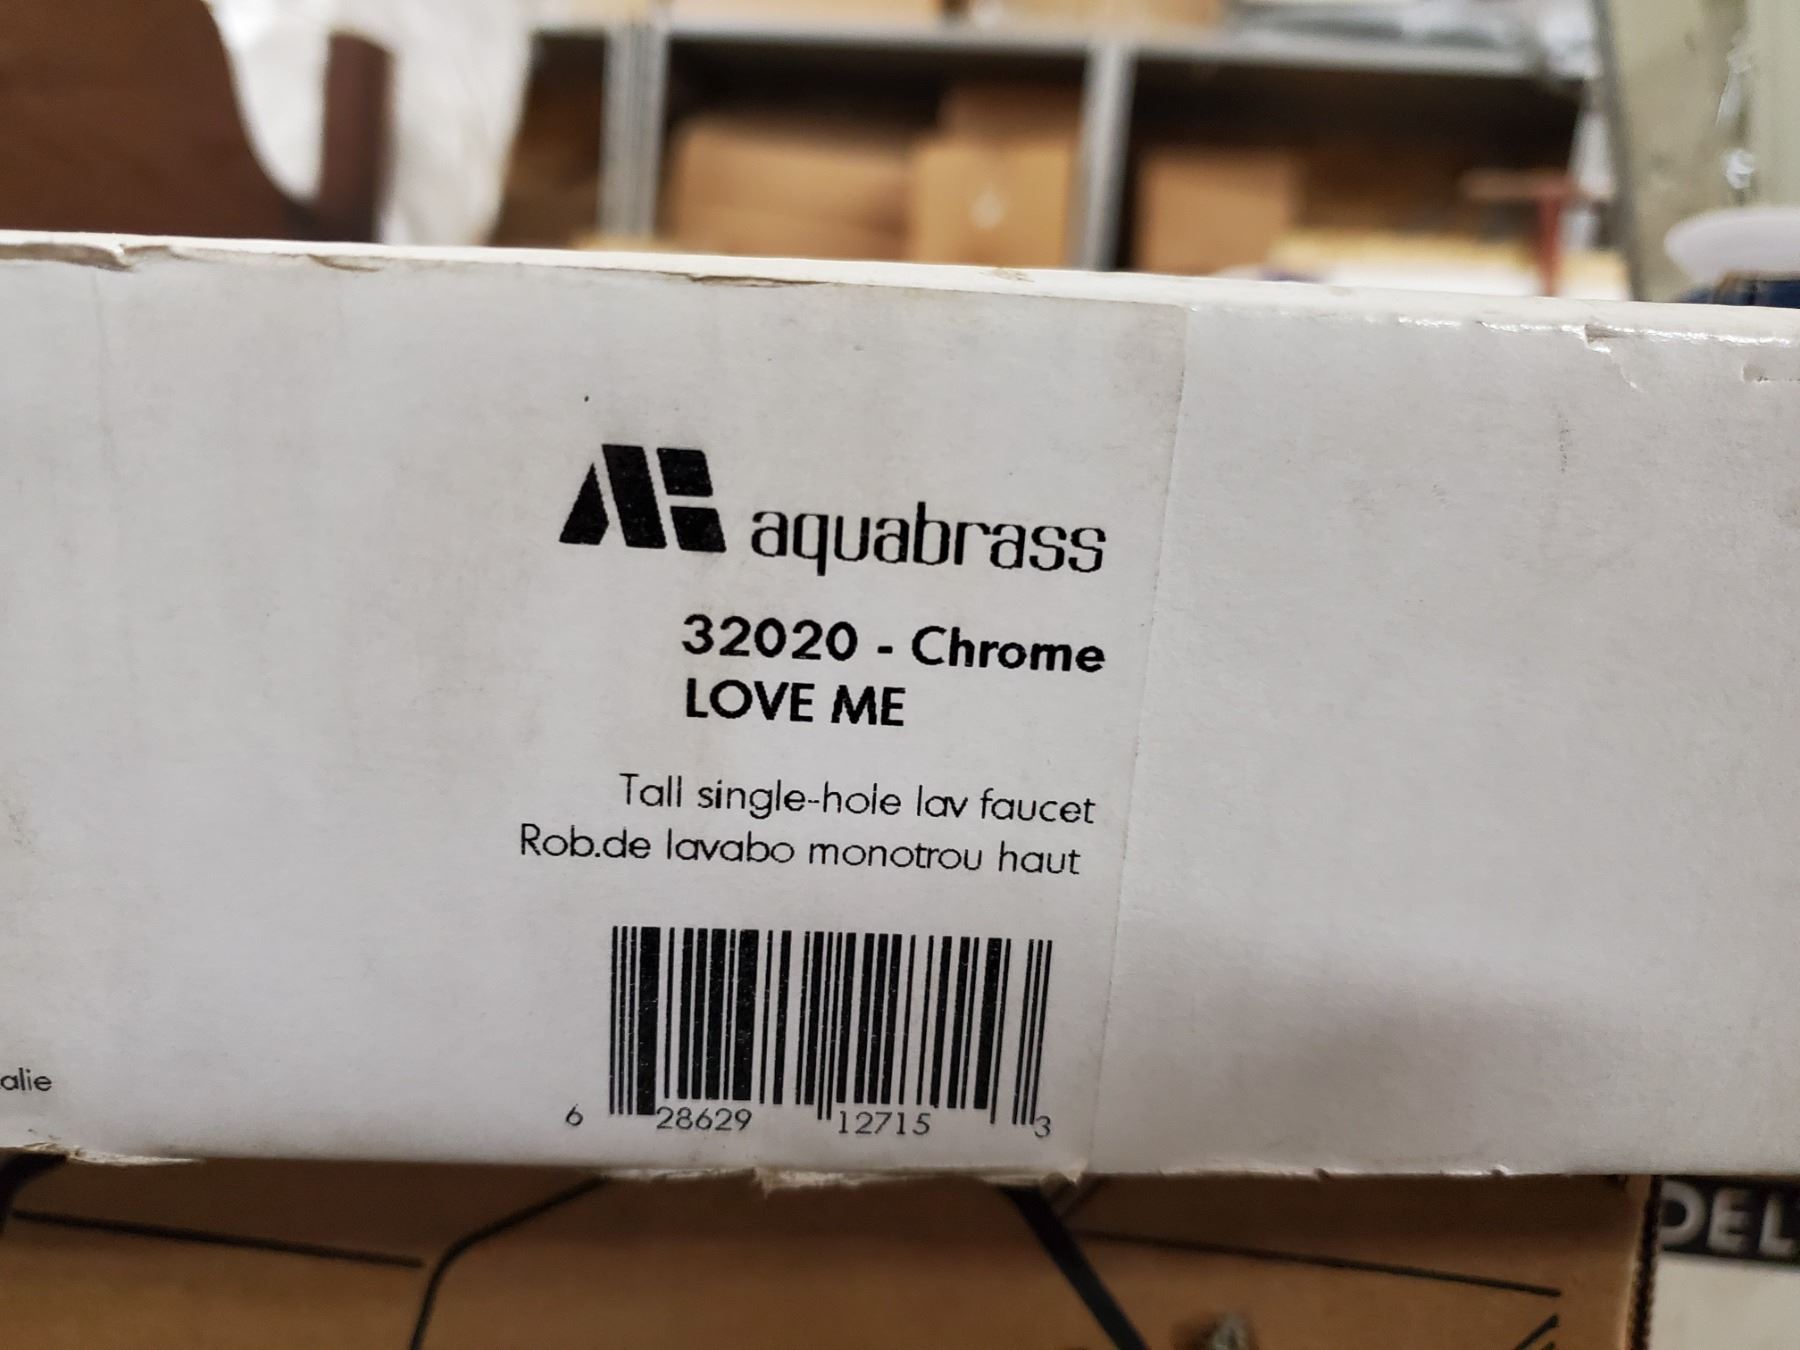 aquabrass
32020 - Chrome
LOVE ME
Tall single-hole lav faucet
Rob.de lavabo monotrou haut
alie
6 28629 12715 3
DEL